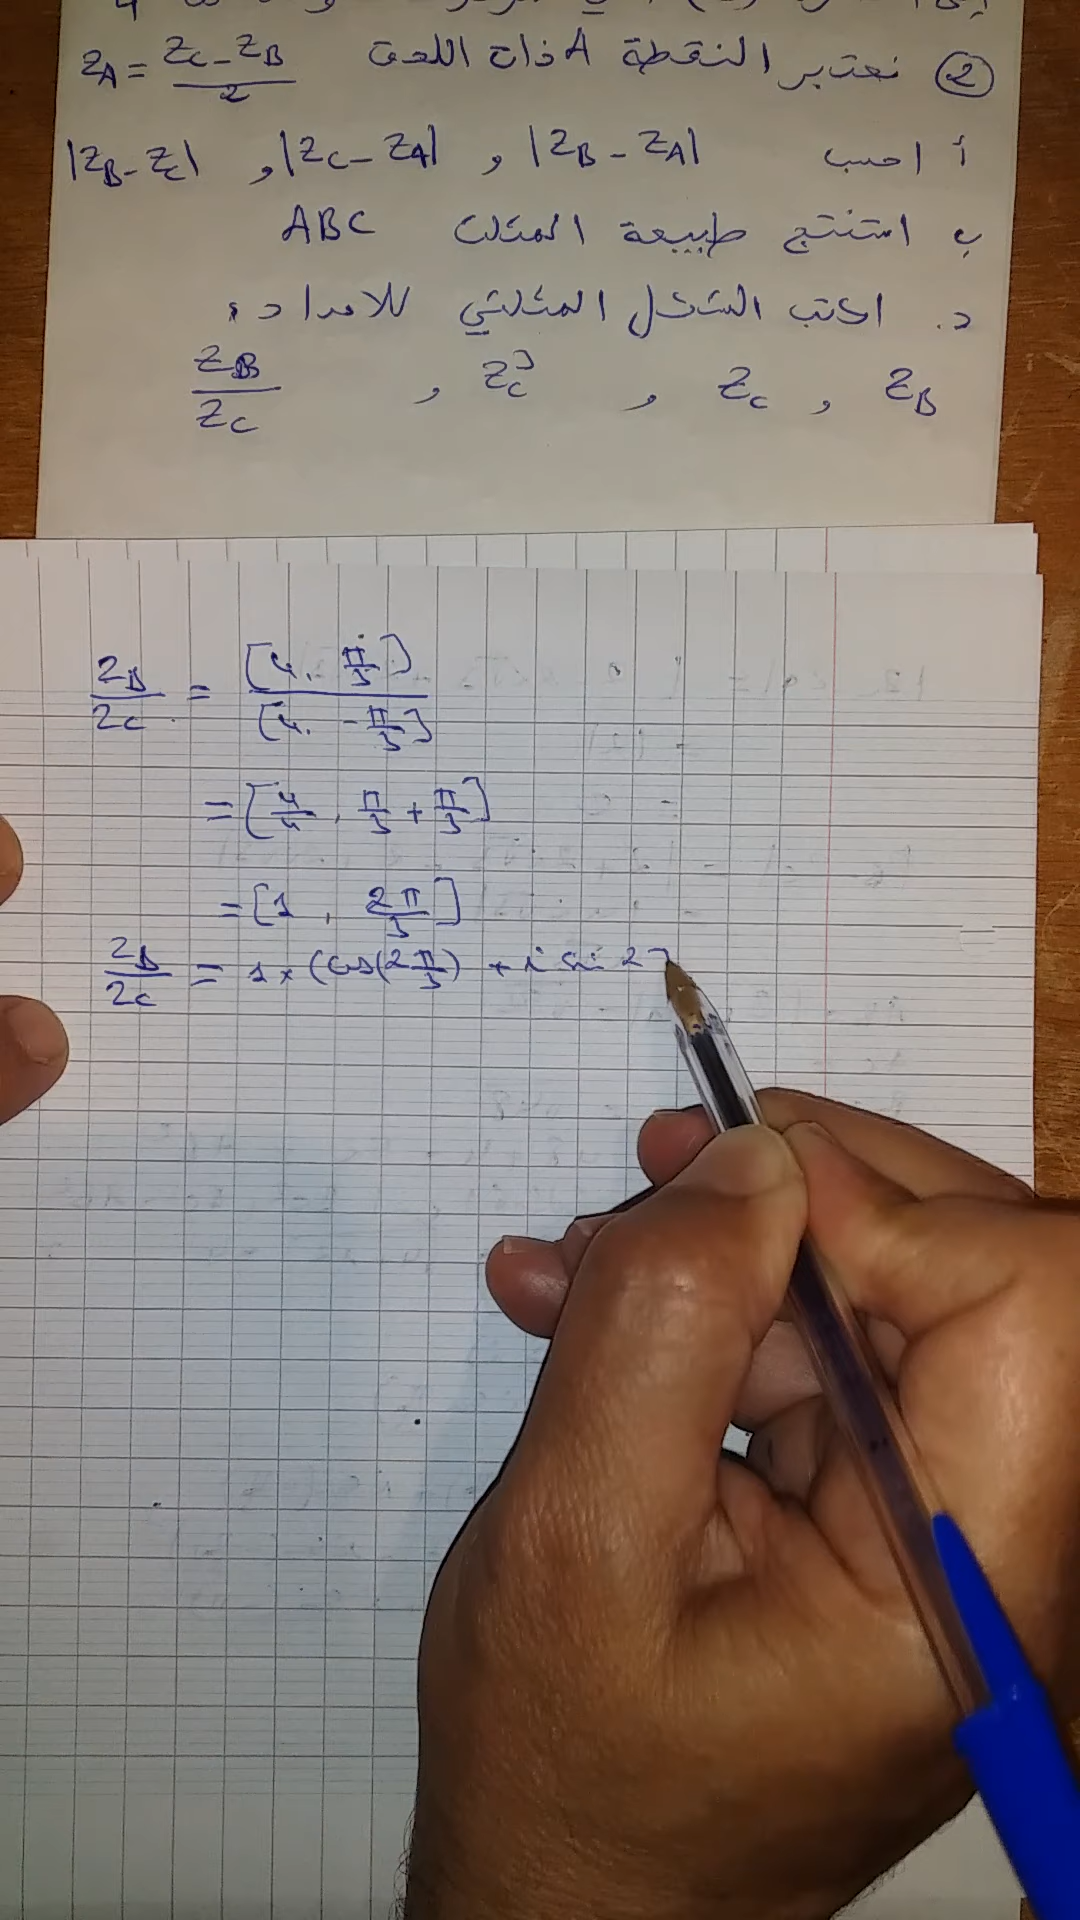 ② نعتبر النقطة A ذات اللاحق z_A = (z_C - z_B)/2
أ احسب |z_B - z_A| , |z_C - z_A| , |z_B - z_C|
ب استنتج طبيعة المثلث ABC
د. اكتب الشكل المثلثي للاعداد:
z_B , z_C , z_C^3 , z_B/z_C
z_B/z_C = [4, π/3]/[4, -π/3]
= [4/4, π/3 + π/3]
= [1, 2π/3]
z_B/z_C = 1×(cos(2π/3) + i sin 2